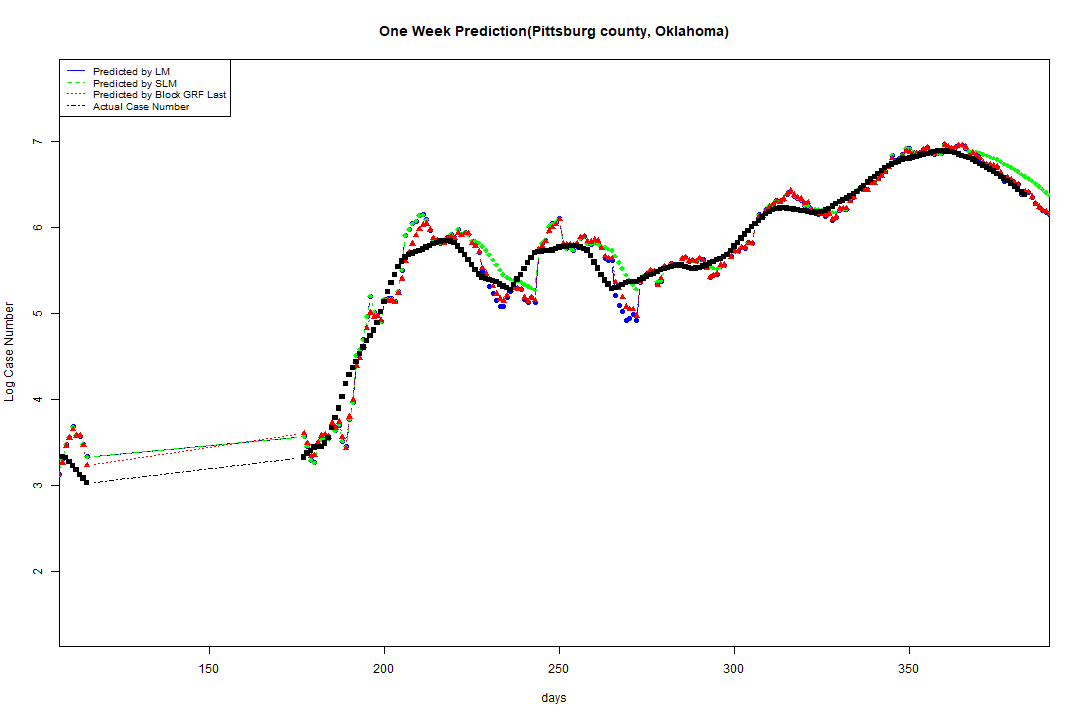 One Week Prediction(Pittsburg county, Oklahoma)
Predicted by LM
Predicted by SLM
Predicted by Block GRF Last
Actual Case Number
7
6
5
4
3
2
Log Case Number
150 200 250 300 350
days